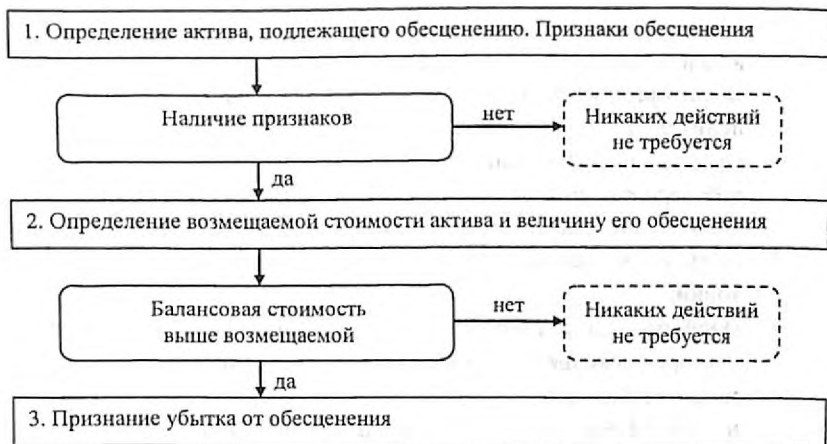 1. Определение актива, подлежащего обесценению. Признаки обесценения
Наличие признаков
нет
Никаких действий
не требуется
да
2. Определение возмещаемой стоимости актива и величину его обесценения
Балансовая стоимость
выше возмещаемой
нет
Никаких действий
не требуется
да
3. Признание убытка от обесценения